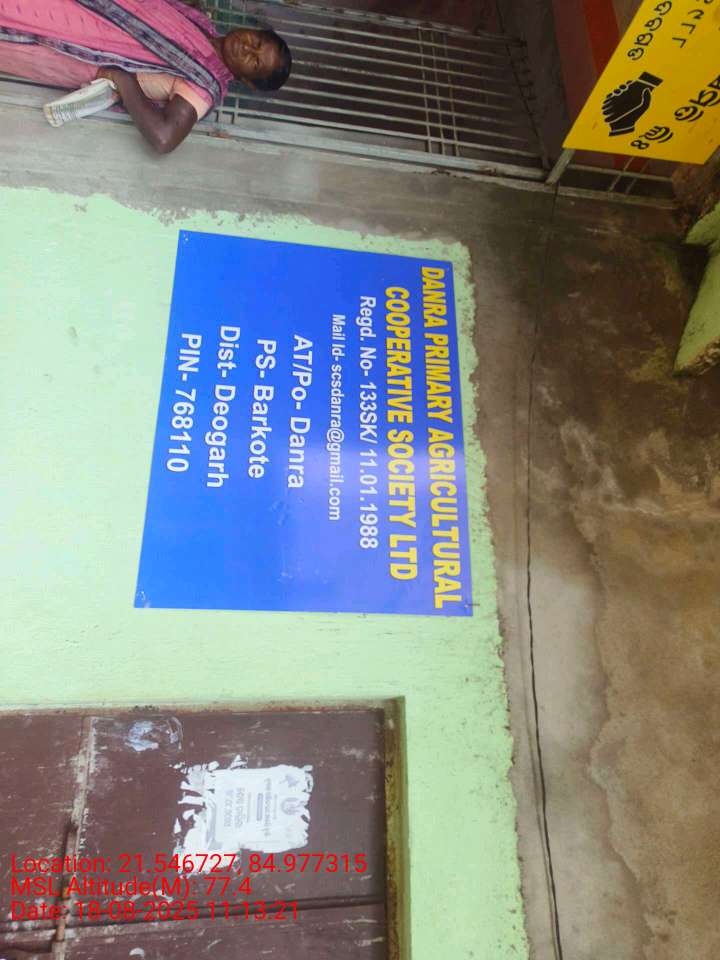 DANRA PRIMARY AGRICULTURAL
COOPERATIVE SOCIETY LTD
Regd. No- 133SK/ 11.01.1988
Mail Id- scsdanra@gmail.com
AT/Po- Danra
PS- Barkote
Dist- Deogarh
PIN- 768110
Location: 21.546727, 84.977315
MSL Altitude(M): 77.4
Date: 18-08-2025 11:13:21